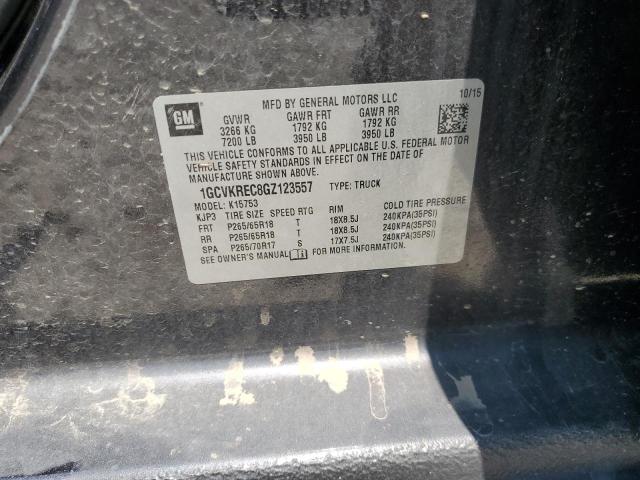 GM
MFD BY GENERAL MOTORS LLC
10/15
GVWR GAWR FRT GAWR RR
3266 KG 1792 KG 1792 KG
7200 LB 3950 LB 3950 LB
THIS VEHICLE CONFORMS TO ALL APPLICABLE U.S. FEDERAL MOTOR
VEHICLE SAFETY STANDARDS IN EFFECT ON THE DATE OF
MANUFACTURE SHOWN ABOVE.
1GCVKREC8GZ123557 TYPE: TRUCK
MODEL: K15753
KJP3 TIRE SIZE SPEED RTG RIM COLD TIRE PRESSURE
FRT P265/65R18 T 18X8.5J 240KPA(35PSI)
RR P265/65R18 T 18X8.5J 240KPA(35PSI)
SPA P265/70R17 S 17X7.5J 240KPA(35PSI)
SEE OWNER'S MANUAL FOR MORE INFORMATION.